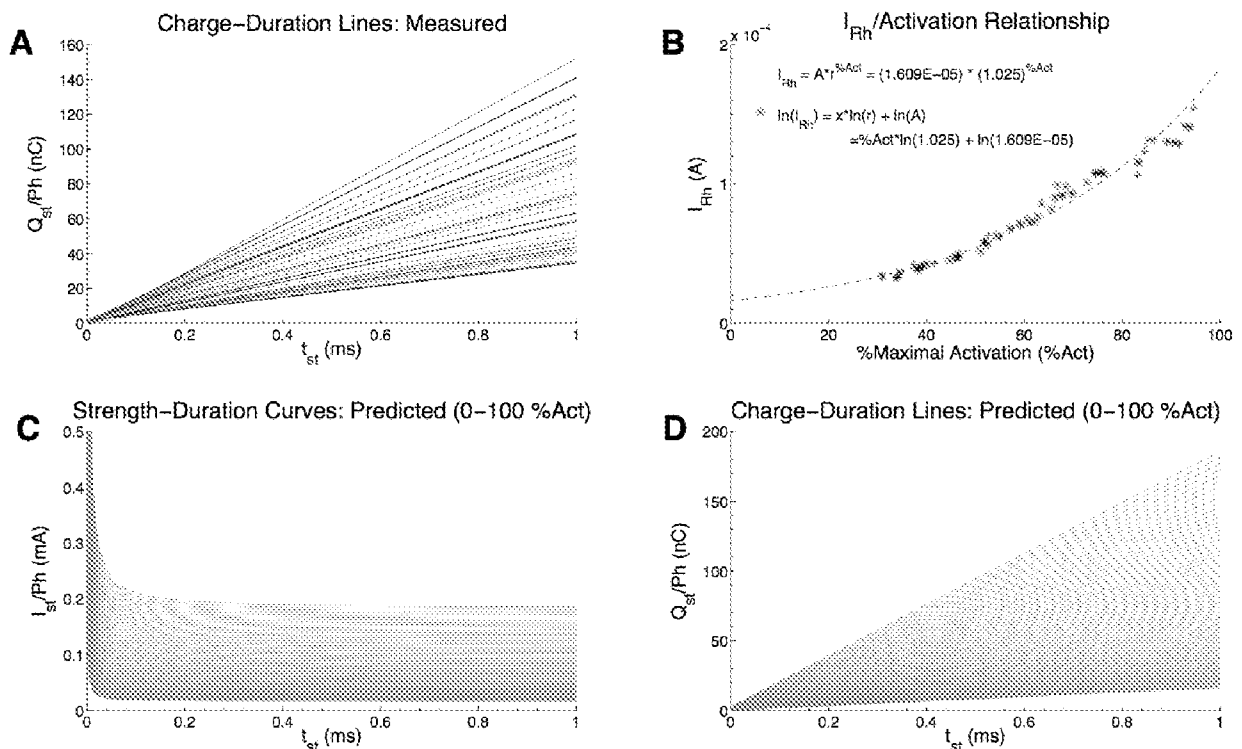 A
Charge-Duration Lines: Measured
160
140
120
100
80
60
40
20
0
Q_st/Ph (nC)
0
0.2
0.4
0.6
0.8
1
t_st (ms)
B
I_Rh/Activation Relationship
x 10^-4
2
1
0
I_Rh (A)
I_Rh = A*r^%Act = (1.609E-05) * (1.025)^%Act
ln(I_Rh) = x*ln(r) + ln(A)
=%Act*ln(1.025) + ln(1.609E-05)
0
20
40
60
80
100
%Maximal Activation (%Act)
C
Strength-Duration Curves: Predicted (0-100 %Act)
0.5
0.4
0.3
0.2
0.1
0
I_st/Ph (mA)
0
0.2
0.4
0.6
0.8
1
t_st (ms)
D
Charge-Duration Lines: Predicted (0-100 %Act)
200
150
100
50
0
Q_st/Ph (nC)
0
0.2
0.4
0.6
0.8
1
t_st (ms)